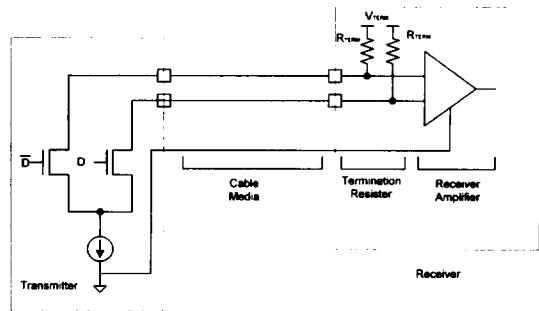 V_TERM
R_TERM R_TERM
D̅ D
Cable
Media
Termination
Resister
Receiver
Amplifier
Transmitter
Receiver